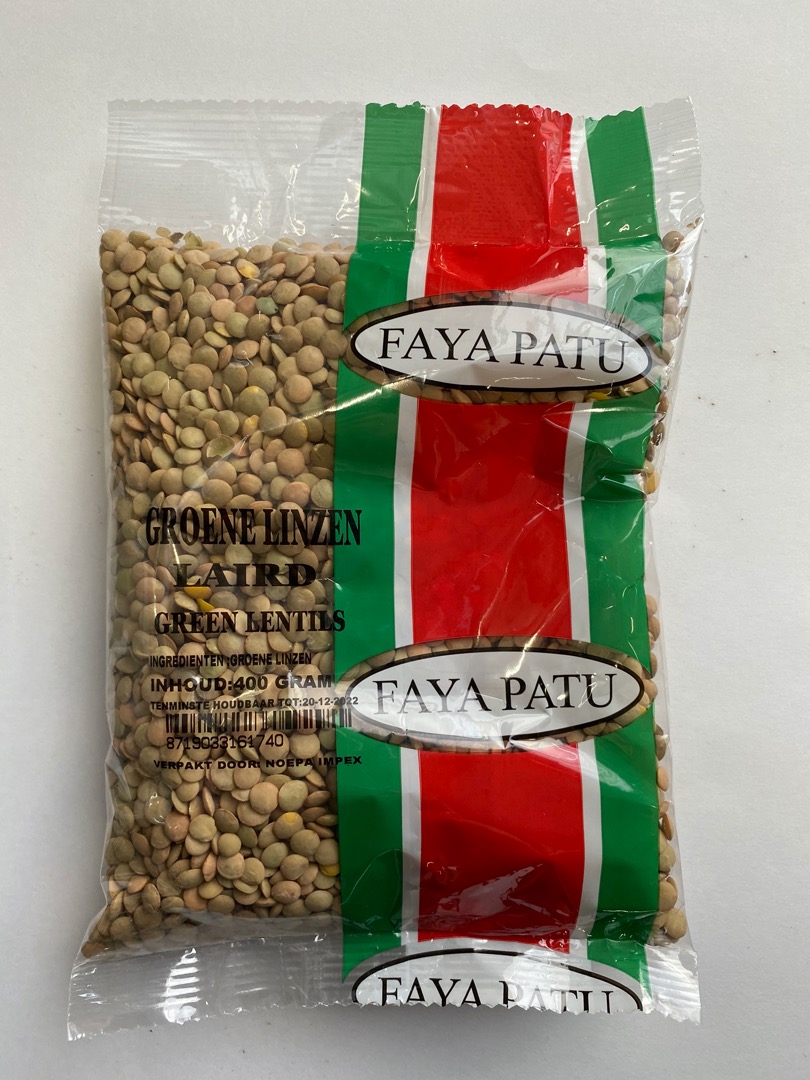 FAYA PATU
GROENE LINZEN
LAIRD
GREEN LENTILS
INGREDIENTEN :GROENE LINZEN
INHOUD:400 GRAM
TENMINSTE HOUDBAAR TOT:20-12-2022
8719033161740
VERPAKT DOOR: NOEPA IMPEX
FAYA PATU
FAYA PATU